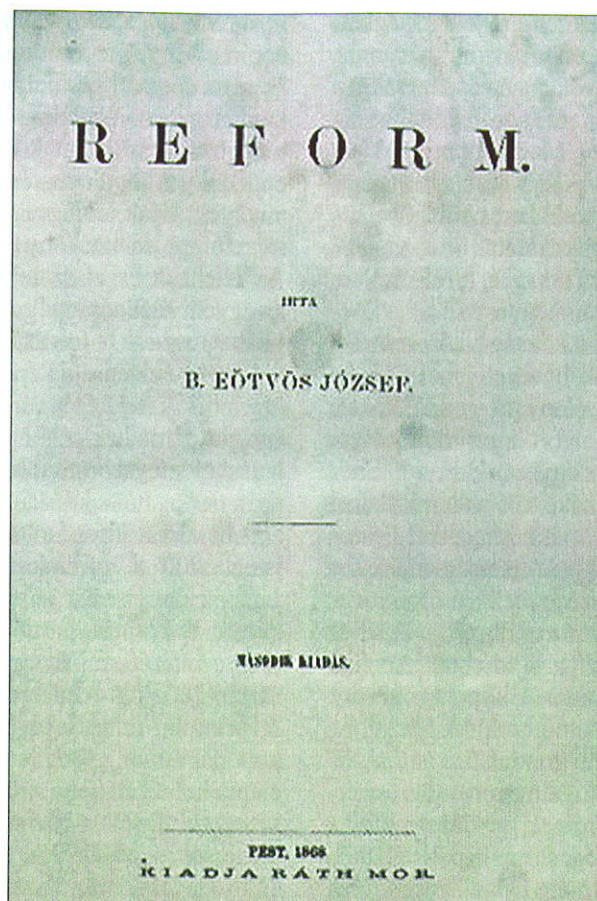 REFORM.
IRTA
B. EÖTVÖS JÓZSEF.
MÁSODIK KIADÁS.
PEST, 1868
KIADJA RÁTH MÓR.